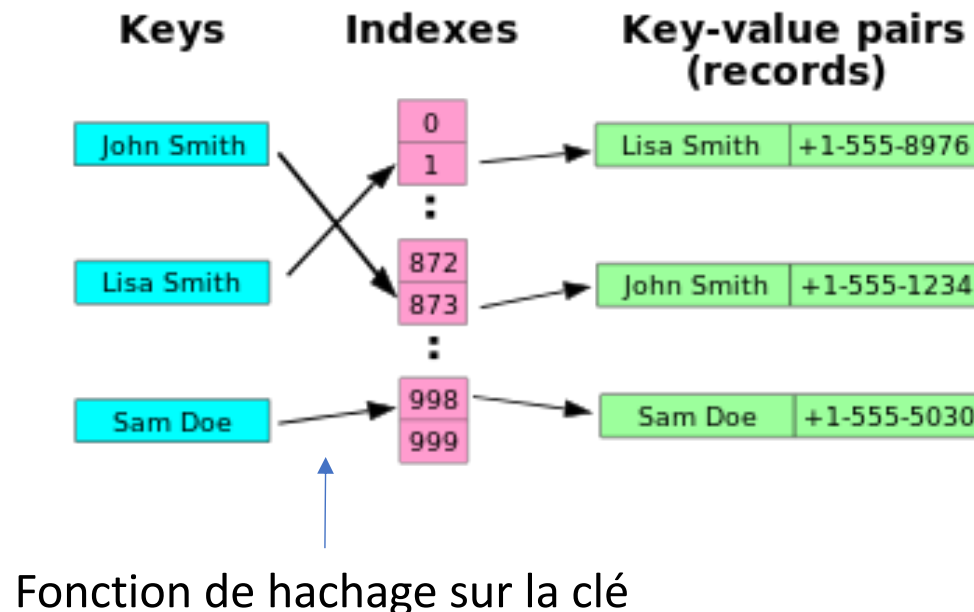 Keys
Indexes
Key-value pairs
(records)
0
John Smith
Lisa Smith
+1-555-8976
1
872
Lisa Smith
John Smith
+1-555-1234
873
998
Sam Doe
Sam Doe
+1-555-5030
999
Fonction de hachage sur la clé